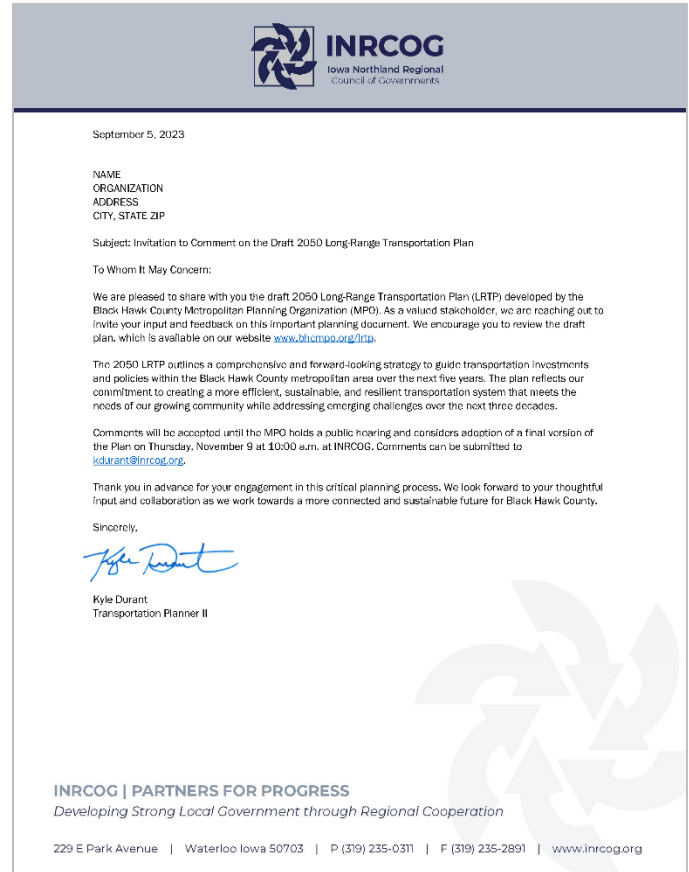 INRCOG
Iowa Northland Regional
Council of Governments
September 5, 2023
NAME
ORGANIZATION
ADDRESS
CITY, STATE ZIP
Subject: Invitation to Comment on the Draft 2050 Long-Range Transportation Plan
To Whom It May Concern:
We are pleased to share with you the draft 2050 Long-Range Transportation Plan (LRTP) developed by the
Black Hawk County Metropolitan Planning Organization (MPO). As a valued stakeholder, we are reaching out to
invite your input and feedback on this important planning document. We encourage you to review the draft
plan, which is available on our website www.bhcmpo.org/lrtp.
The 2050 LRTP outlines a comprehensive and forward-looking strategy to guide transportation investments
and policies within the Black Hawk County metropolitan area over the next five years. The plan reflects our
commitment to creating a more efficient, sustainable, and resilient transportation system that meets the
needs of our growing community while addressing emerging challenges over the next three decades.
Comments will be accepted until the MPO holds a public hearing and considers adoption of a final version of
the Plan on Thursday, November 9 at 10:00 a.m. at INRCOG. Comments can be submitted to
kdurant@inrcog.org.
Thank you in advance for your engagement in this critical planning process. We look forward to your thoughtful
input and collaboration as we work towards a more connected and sustainable future for Black Hawk County.
Sincerely,
Kyle Durant
Kyle Durant
Transportation Planner II
INRCOG | PARTNERS FOR PROGRESS
Developing Strong Local Government through Regional Cooperation
229 E Park Avenue | Waterloo Iowa 50703 | P (319) 235-0311 | F (319) 235-2891 | www.inrcog.org